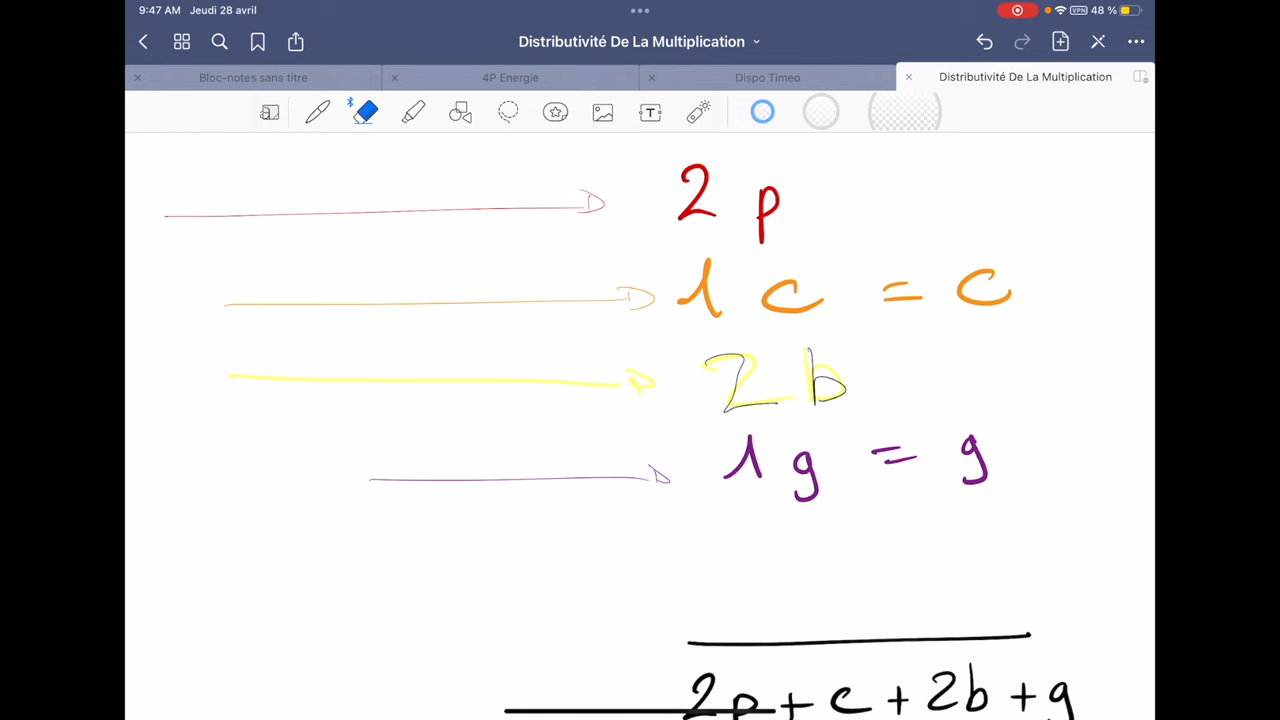 9:47 AM Jeudi 28 avril VPN 48 %
Distributivité De La Multiplication
Bloc-notes sans titre 4P Energie Dispo Timeo Distributivité De La Multiplication
2 p
1 c = c
2 b
1 g = g
2p + c + 2b + g